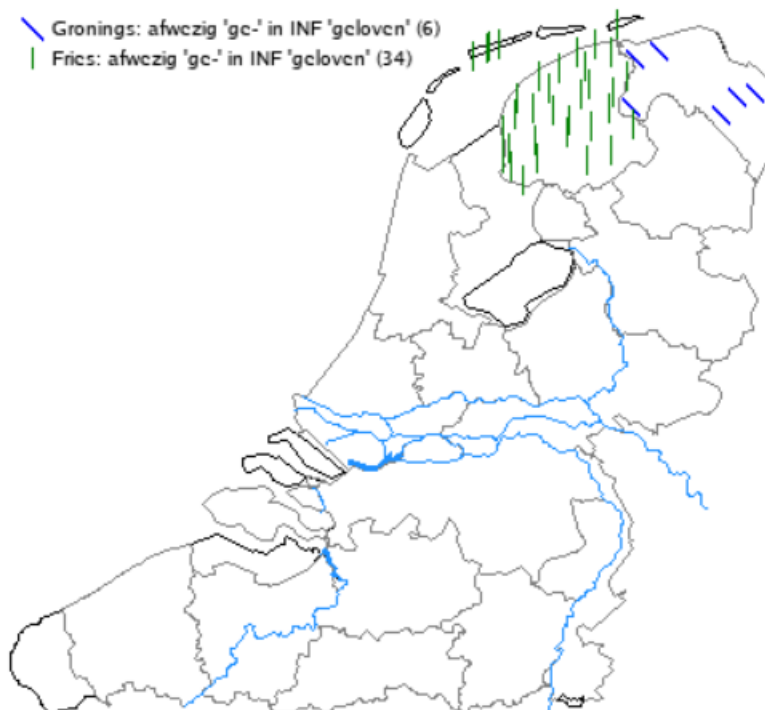 Gronings: afwezig 'ge-' in INF 'geloven' (6)
Fries: afwezig 'ge-' in INF 'geloven' (34)